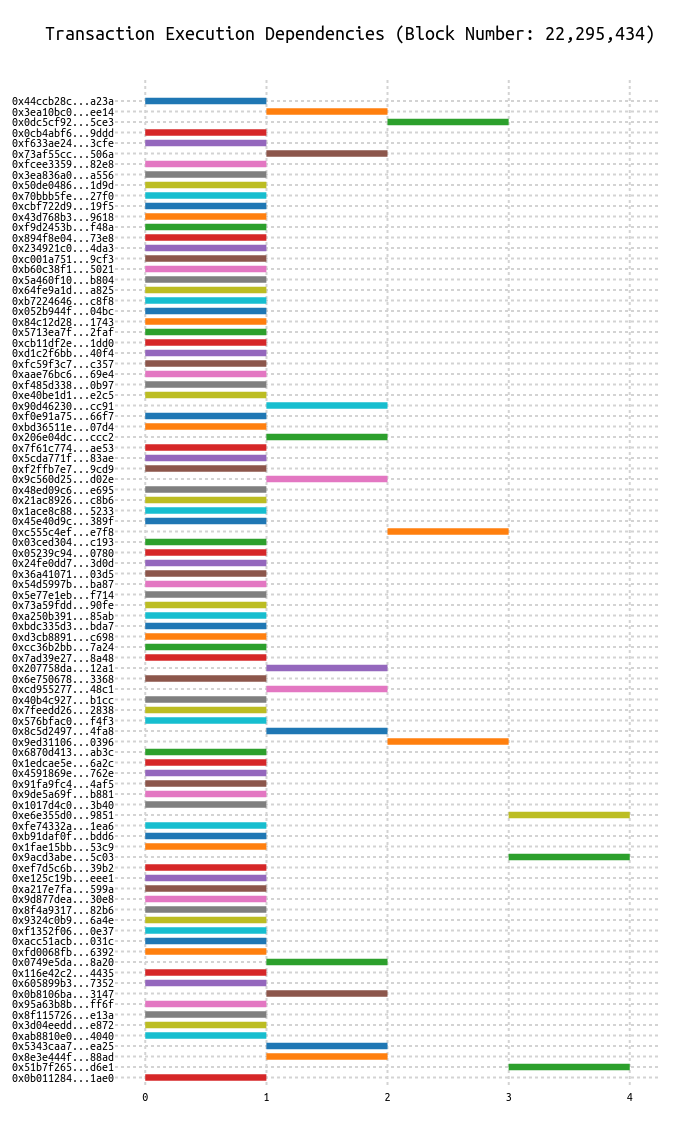 Transaction Execution Dependencies (Block Number: 22,295,434)
0x44ccb28c...a23a
0x3ea10bc0...ee14
0x0dc5cf92...5ce3
0x0cb4abf6...9ddd
0xf633ae24...3cfe
0x73af55cc...506a
0xfcee3359...82e8
0x3ea836a0...a556
0x50de0486...1d9d
0x70bbb5fe...27f0
0xcbf722d9...19f5
0x43d768b3...9618
0xf9d2453b...f48a
0x894f8e04...73e8
0x234921c0...4da3
0xc001a751...9cf3
0xb60c38f1...5021
0x5a460f10...b804
0x64fe9a1d...a825
0xb7224646...c8f8
0x052b944f...04bc
0x84c12d28...1743
0x5713ea7f...2faf
0xcb11df2e...1dd0
0xd1c2f6bb...40f4
0xfc59f3c7...c357
0xaae76bc6...69e4
0xf485d338...0b97
0xe40be1d1...e2c5
0x90d46230...cc91
0xf0e91a75...66f7
0xbd36511e...07d4
0x206e04dc...ccc2
0x7f61c774...ae53
0x5cda771f...83ae
0xf2ffb7e7...9cd9
0x9c560d25...d02e
0x48ed09c6...e695
0x21ac8926...c8b6
0x1ace8c88...5233
0x45e40d9c...389f
0xc555c4ef...e7f8
0x03ced304...c193
0x05239c94...0780
0x24fe0dd7...3d0d
0x36a41071...03d5
0x54d5997b...ba87
0x5e77e1eb...f714
0x73a59fdd...90fe
0xa250b391...85ab
0xbdc335d3...bda7
0xd3cb8891...c698
0xcc36b2bb...7a24
0x7ad39e27...8a48
0x207758da...12a1
0x6e750678...3368
0xcd955277...48c1
0x40b4c927...b1cc
0x7feedd26...2838
0x576bfac0...f4f3
0x8c5d2497...4fa8
0x9ed31106...0396
0x6870d413...ab3c
0x1edcae5e...6a2c
0x4591869e...762e
0x91fa9fc4...4af5
0x9de5a69f...b881
0x1017d4c0...3b40
0xe6e355d0...9851
0xfe74332a...1ea6
0xb91daf0f...bdd6
0x1fae15bb...53c9
0x9acd3abe...5c03
0xef7d5c6b...39b2
0xe125c19b...eee1
0xa217e7fa...599a
0x9d877dea...30e8
0x8f4a9317...82b6
0x9324c0b9...6a4e
0xf1352f06...0e37
0xacc51acb...031c
0xfd0068fb...6392
0x0749e5da...8a20
0x116e42c2...4435
0x605899b3...7352
0x0b8106ba...3147
0x95a63b8b...ff6f
0x8f115726...e13a
0x3d04eedd...e872
0xab8810e0...4040
0x5343caa7...ea25
0x8e3e444f...88ad
0x51b7f265...d6e1
0x0b011284...1ae0
0 1 2 3 4